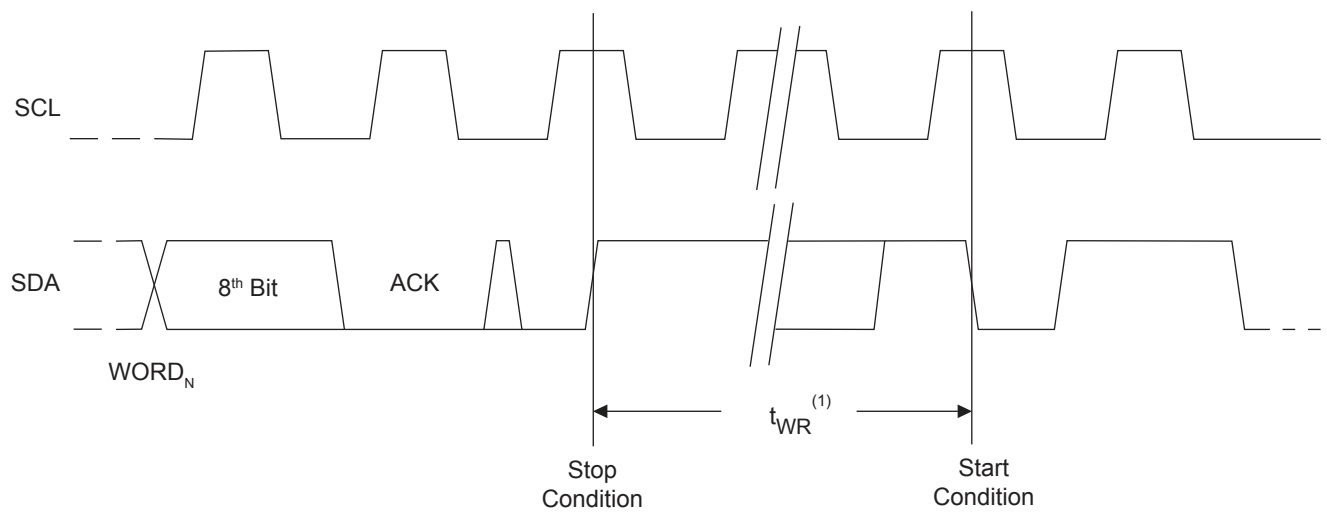 SCL
SDA
8th Bit
ACK
WORDN
tWR(1)
Stop
Condition
Start
Condition